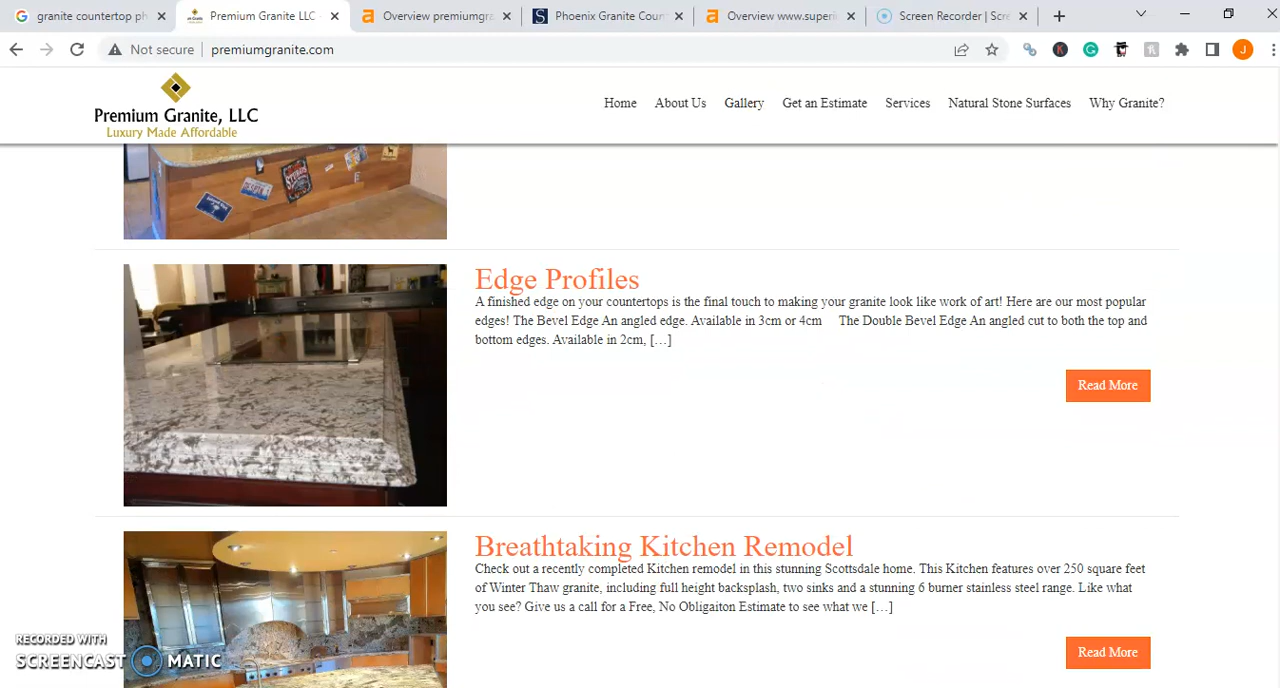 granite countertop ph
Premium Granite LLC
Overview premiumgra
Phoenix Granite Coun
Overview www.superi
Screen Recorder | Scre
Not secure
premiumgranite.com
Premium Granite, LLC
Luxury Made Affordable
Home
About Us
Gallery
Get an Estimate
Services
Natural Stone Surfaces
Why Granite?
Edge Profiles
A finished edge on your countertops is the final touch to making your granite look like work of art! Here are our most popular
edges! The Bevel Edge An angled edge. Available in 3cm or 4cm The Double Bevel Edge An angled cut to both the top and
bottom edges. Available in 2cm, […]
Read More
Breathtaking Kitchen Remodel
Check out a recently completed Kitchen remodel in this stunning Scottsdale home. This Kitchen features over 250 square feet
of Winter Thaw granite, including full height backsplash, two sinks and a stunning 6 burner stainless steel range. Like what
you see? Give us a call for a Free, No Obligaiton Estimate to see what we […]
Read More
RECORDED WITH
SCREENCAST MATIC